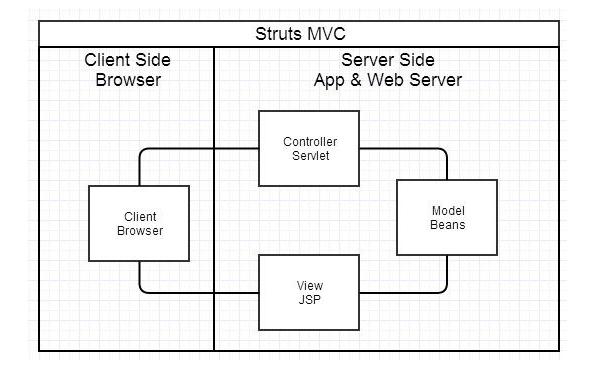 Struts MVC
Client Side
Browser
Server Side
App & Web Server
Controller
Servlet
Client
Browser
Model
Beans
View
JSP